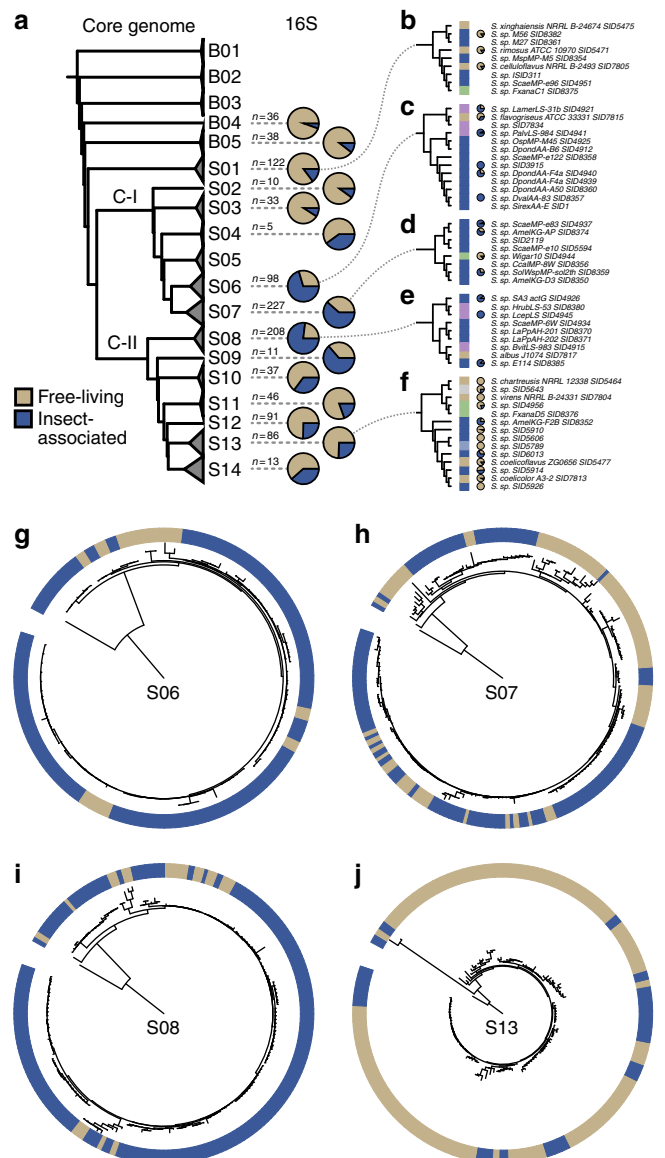 a
Core genome
16S
B01
B02
B03
B04
n=36
B05
n=38
S01
n=122
C-I
S02
n=10
S03
n=33
S04
n=5
S05
S06
n=98
S07
n=227
C-II
S08
n=208
S09
n=11
S10
n=37
S11
n=46
S12
n=91
S13
n=86
S14
n=13
Free-living
Insect-
associated
b
S. xinghaiensis NRRL B-24674 SID5475
S. sp. M56 SID8382
S. sp. M27 SID8361
S. rimosus ATCC 10970 SID5471
S. sp. MspMP-M5 SID8354
S. celluloflavus NRRL B-2493 SID7805
S. sp. ISID311
S. sp. ScaeMP-e96 SID4951
S. sp. FxanaC1 SID8375
c
S. sp. LamerLS-31b SID4921
S. flavogriseus ATCC 33331 SID7815
S. sp. SID7834
S. sp. PalvLS-984 SID4941
S. sp. OspMP-M45 SID4925
S. sp. DpondAA-B6 SID4912
S. sp. ScaeMP-e122 SID8358
S. sp. SID3915
S. sp. DpondAA-F4a SID4940
S. sp. DpondAA-F4a SID4939
S. sp. DpondAA-A50 SID8360
S. sp. DvalAA-83 SID8357
S. sp. SirexAA-E SID1
d
S. sp. ScaeMP-e83 SID4937
S. sp. AmelKG-AP SID8374
S. sp. SID2119
S. sp. ScaeMP-e10 SID5594
S. sp. Wigar10 SID4944
S. sp. CcalMP-8W SID8356
S. sp. SolWspMP-sol2th SID8359
S. sp. AmelKG-D3 SID8350
e
S. sp. SA3 actG SID4926
S. sp. HrubLS-53 SID8380
S. sp. LcepLS SID4945
S. sp. ScaeMP-6W SID4934
S. sp. LaPpAH-201 SID8370
S. sp. LaPpAH-202 SID8371
S. sp. BvitLS-983 SID4915
S. albus J1074 SID7817
S. sp. E114 SID8385
f
S. chartreusis NRRL 12338 SID5464
S. sp. SID5643
S. virens NRRL B-24331 SID7804
S. sp. SID4956
S. sp. FxanaD5 SID8376
S. sp. AmelKG-F2B SID8352
S. sp. SID5910
S. sp. SID5606
S. sp. SID5789
S. sp. SID6013
S. coelicoflavus ZG0656 SID5477
S. sp. SID5914
S. coelicolor A3-2 SID7813
S. sp. SID5926
g
S06
h
S07
i
S08
j
S13